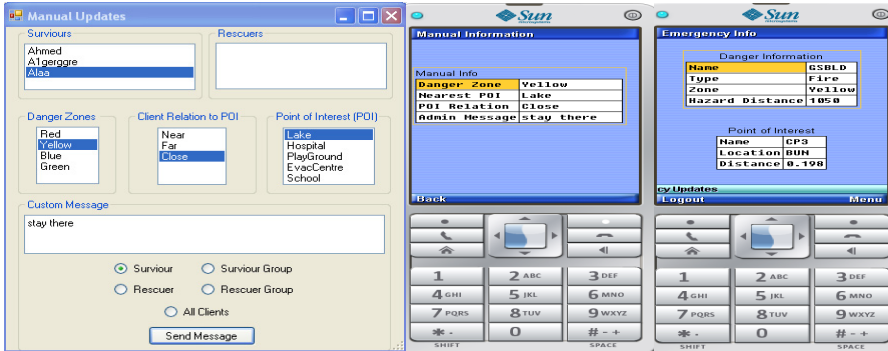 Manual Updates
Surviours
Rescuers
Ahmed
A1gerggre
Alaa
Danger Zones
Client Relation to POI
Point of Interest (POI)
Red
Yellow
Blue
Green
Near
Far
Close
Lake
Hospital
PlayGround
EvacCentre
School
Custom Message
stay there
Surviour
Surviour Group
Rescuer
Rescuer Group
All Clients
Send Message
Sun
Manual Information
Manual Info
Danger Zone Yellow
Nearest POI Lake
POI Relation Close
Admin Message stay there
Back
1 2 ABC 3 DEF
4 GHI 5 JKL 6 MNO
7 PQRS 8 TUV 9 WXYZ
* . 0 # - +
SHIFT SPACE
Sun
Emergency Info
Danger Information
Name GSBLD
Type Fire
Zone Yellow
Hazard Distance 1050
Point of Interest
Name CP3
Location BUN
Distance 0.198
cy Updates
Logout Menu
1 2 ABC 3 DEF
4 GHI 5 JKL 6 MNO
7 PQRS 8 TUV 9 WXYZ
* . 0 # - +
SHIFT SPACE